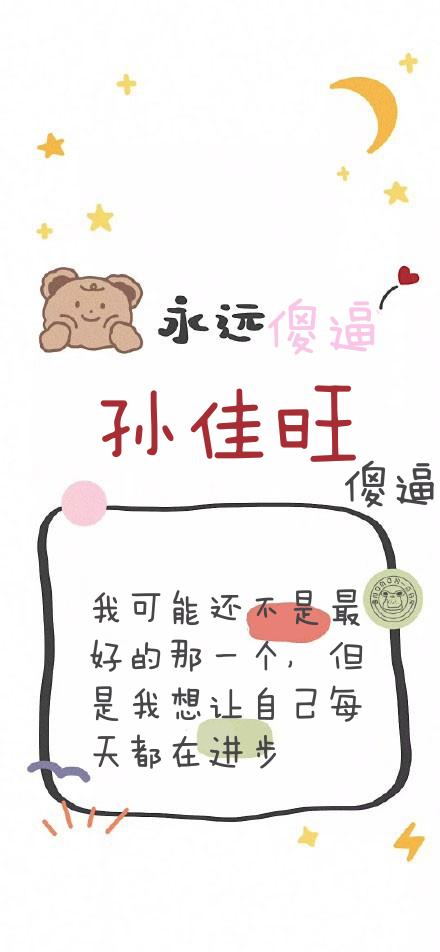 永远傻逼
孙佳旺
傻逼
我可能还不是最
好的那一个，但
是我想让自己每
天都在进步